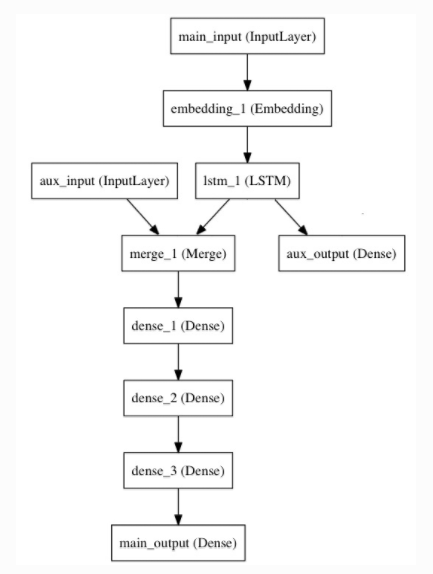 main_input (InputLayer)
embedding_1 (Embedding)
aux_input (InputLayer)
lstm_1 (LSTM)
merge_1 (Merge)
aux_output (Dense)
dense_1 (Dense)
dense_2 (Dense)
dense_3 (Dense)
main_output (Dense)